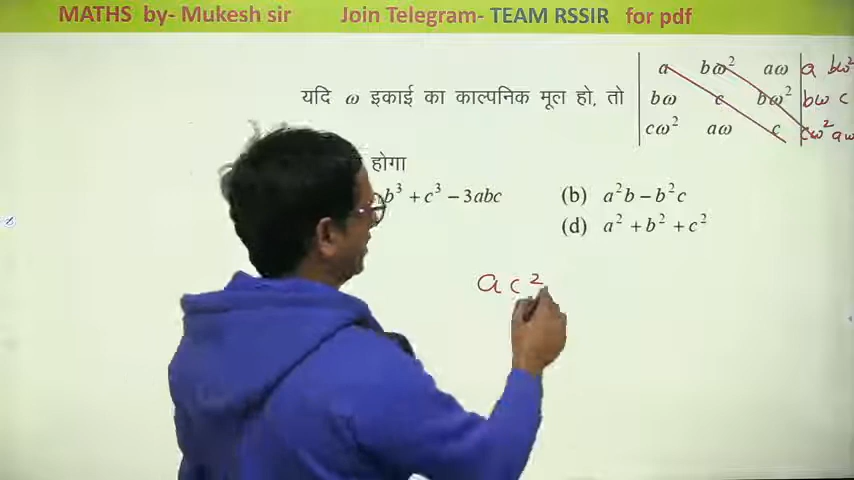 MATHS by- Mukesh sir Join Telegram- TEAM RSSIR for pdf
a bω² aω a bω²
यदि ω इकाई का काल्पनिक मूल हो, तो bω c bω² bω c
cω² aω c cω² aω
होगा
b³ + c³ − 3abc (b) a²b − b²c
(d) a² + b² + c²
ac²